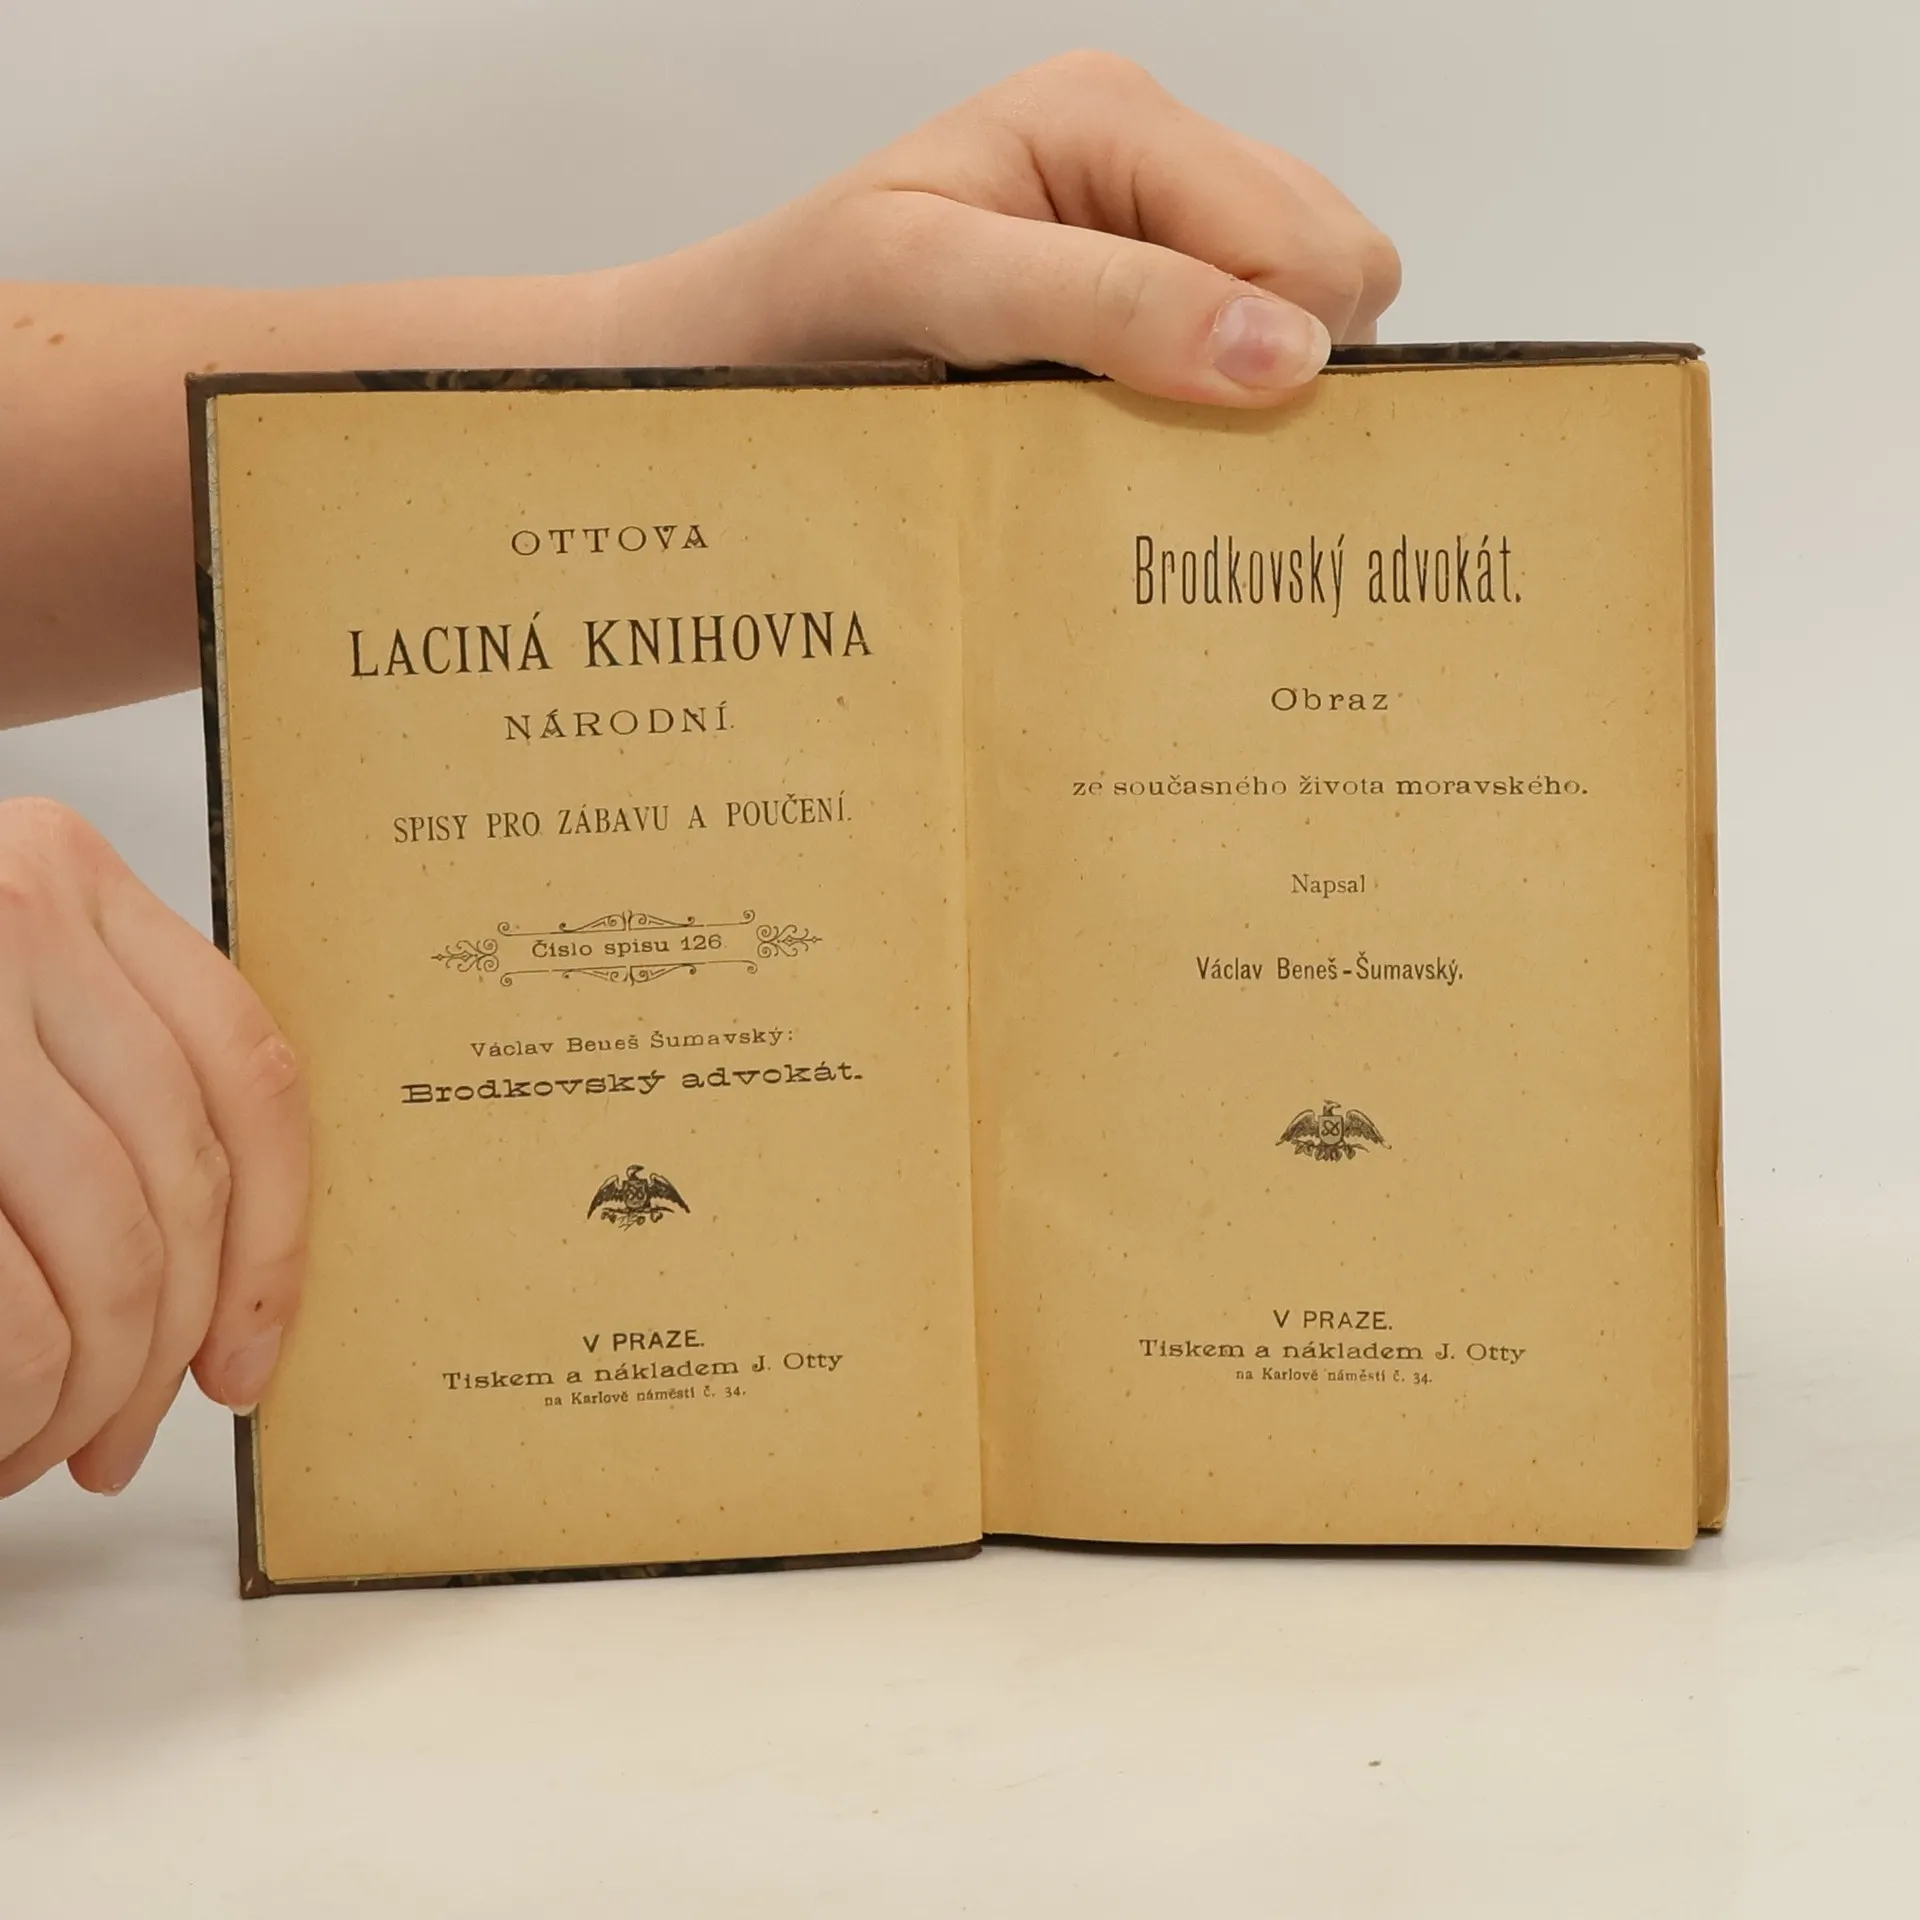 OTTOVA
LACINÁ KNIHOVNA
NÁRODNÍ.
SPISY PRO ZÁBAVU A POUČENÍ.
Číslo spisu 126.
Václav Beneš Šumavský:
Brodkovský advokát.
V PRAZE.
Tiskem a nákladem J. Otty
na Karlově náměstí č. 34.
Brodkovský advokát.
Obraz
ze současného života moravského.
Napsal
Václav Beneš-Šumavský.
V PRAZE.
Tiskem a nákladem J. Otty
na Karlově náměstí č. 34.